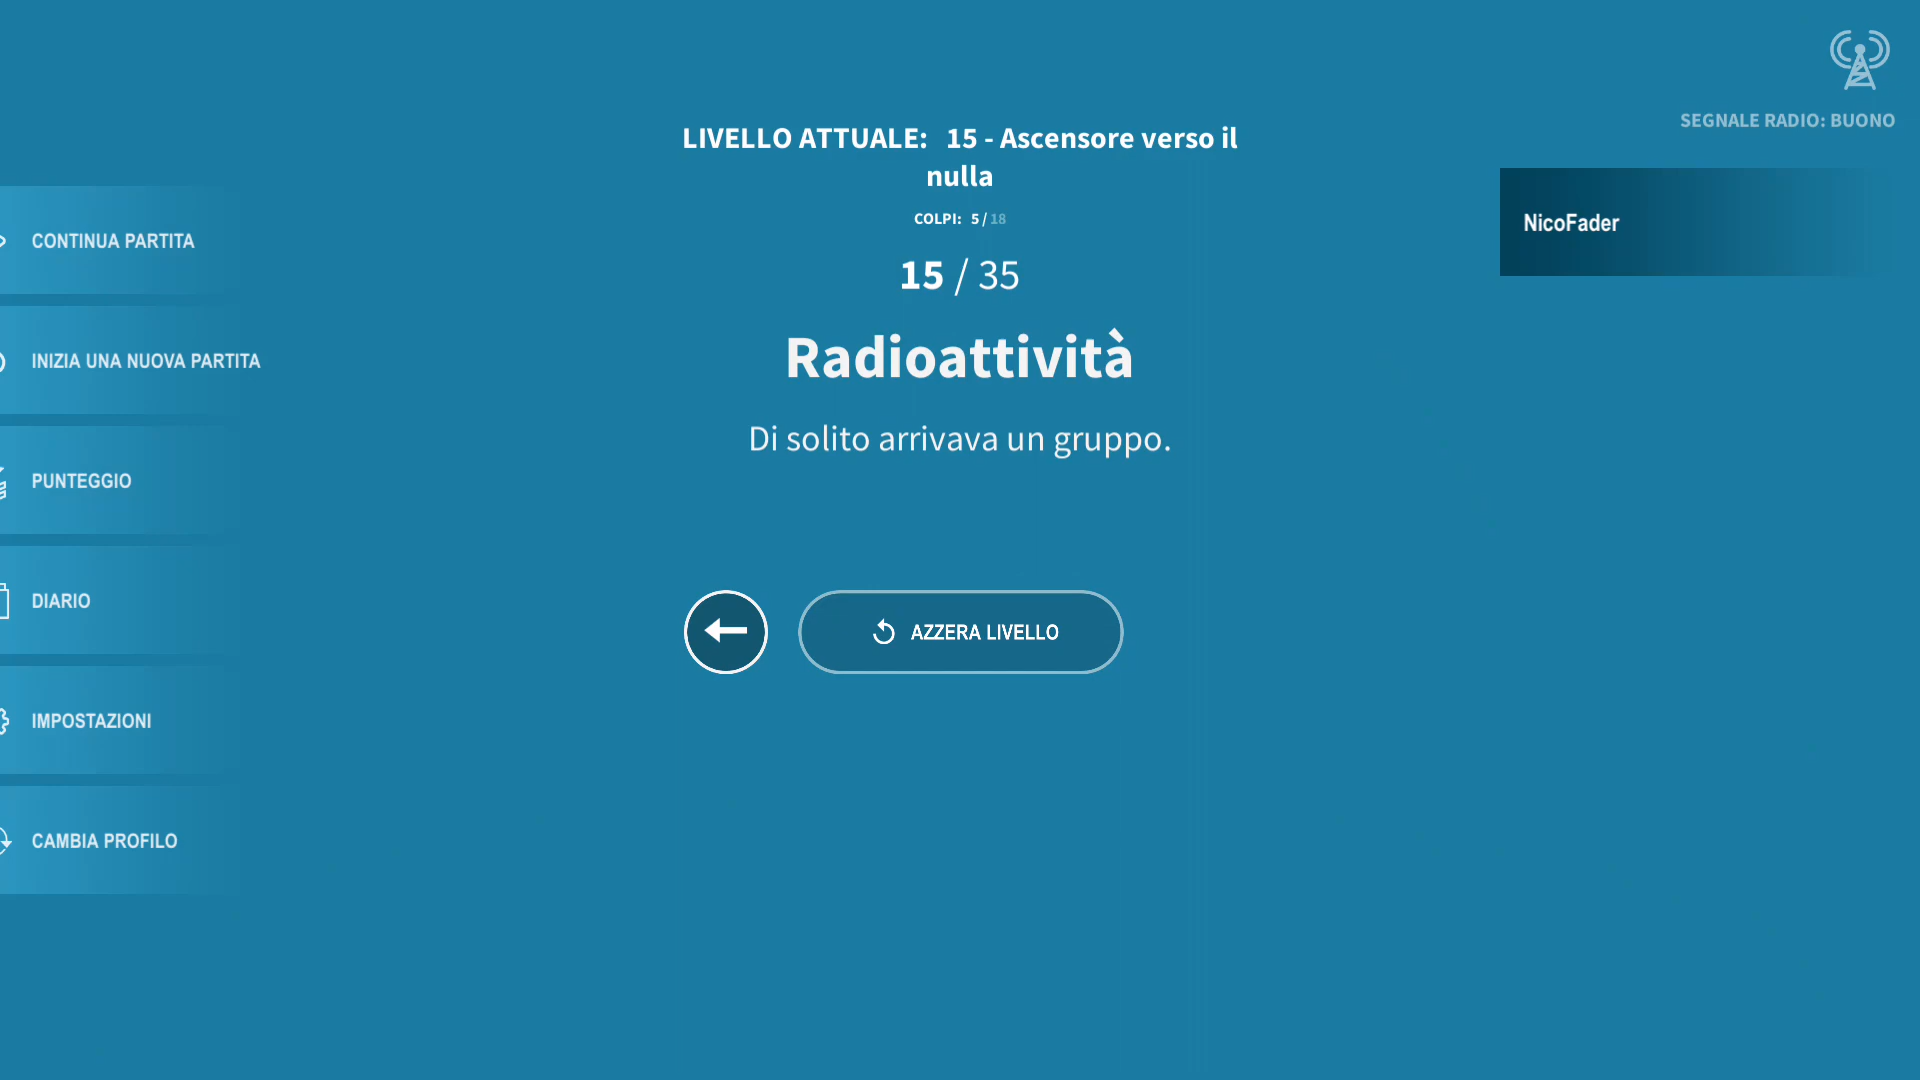 SEGNALE RADIO: BUONO
LIVELLO ATTUALE: 15 - Ascensore verso il
nulla
COLPI: 5 / 18
15 / 35
Radioattività
Di solito arrivava un gruppo.
AZZERA LIVELLO
CONTINUA PARTITA
INIZIA UNA NUOVA PARTITA
PUNTEGGIO
DIARIO
IMPOSTAZIONI
CAMBIA PROFILO
NicoFader